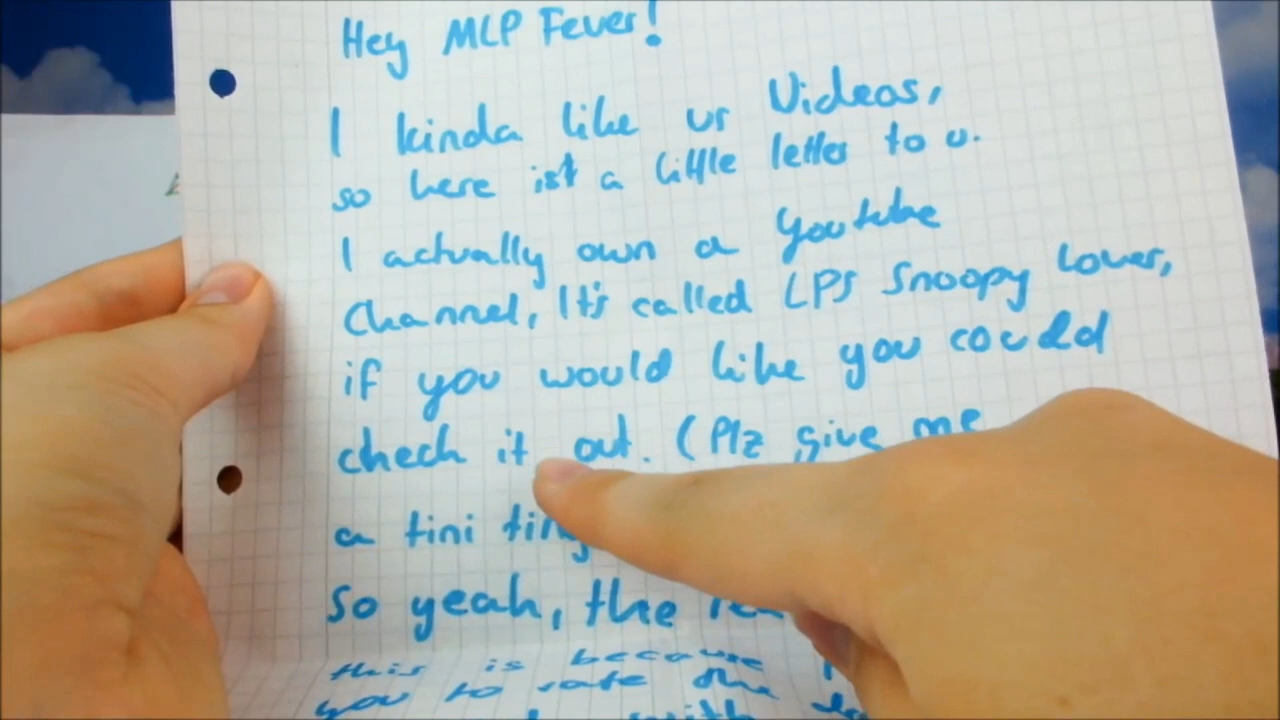 Hey MLP Fever!
I kinda like ur Videos,
so here ist a little letter to u.
I actually own a Youtube
Channel, It's called LPS Snoopy Lover,
if you would like you could
check it out. (Plz give me
a tini
so yeah, the
this is because
you to rate the
with